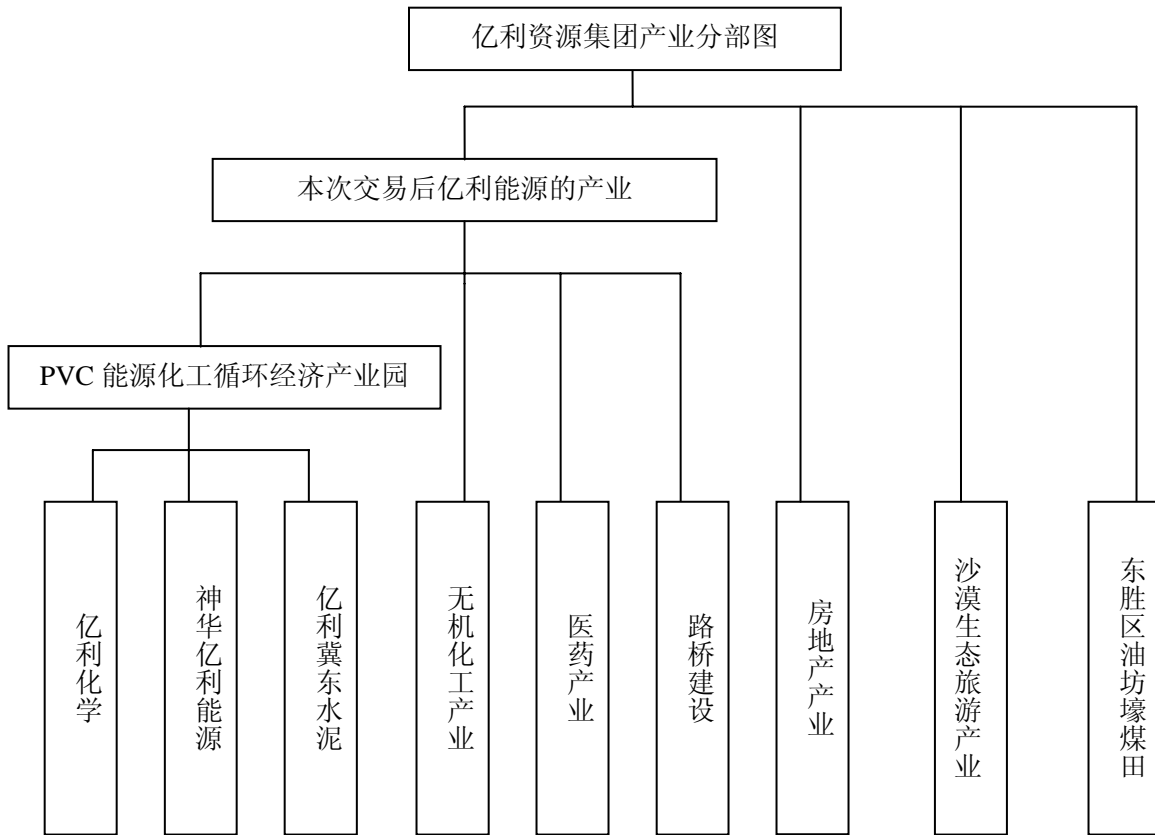 亿利资源集团产业分部图
本次交易后亿利能源的产业
PVC 能源化工循环经济产业园
亿利化学
神华亿利能源
亿利冀东水泥
无机化工产业
医药产业
路桥建设
房地产产业
沙漠生态旅游产业
东胜区油坊壕煤田